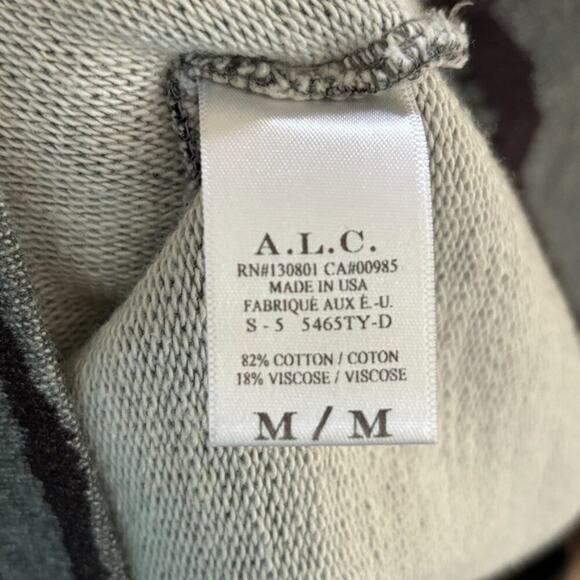 A.L.C.
RN#130801 CA#00985
MADE IN USA
FABRIQUÉ AUX É.-U.
S - 5 5465TY-D
82% COTTON / COTON
18% VISCOSE / VISCOSE
M / M